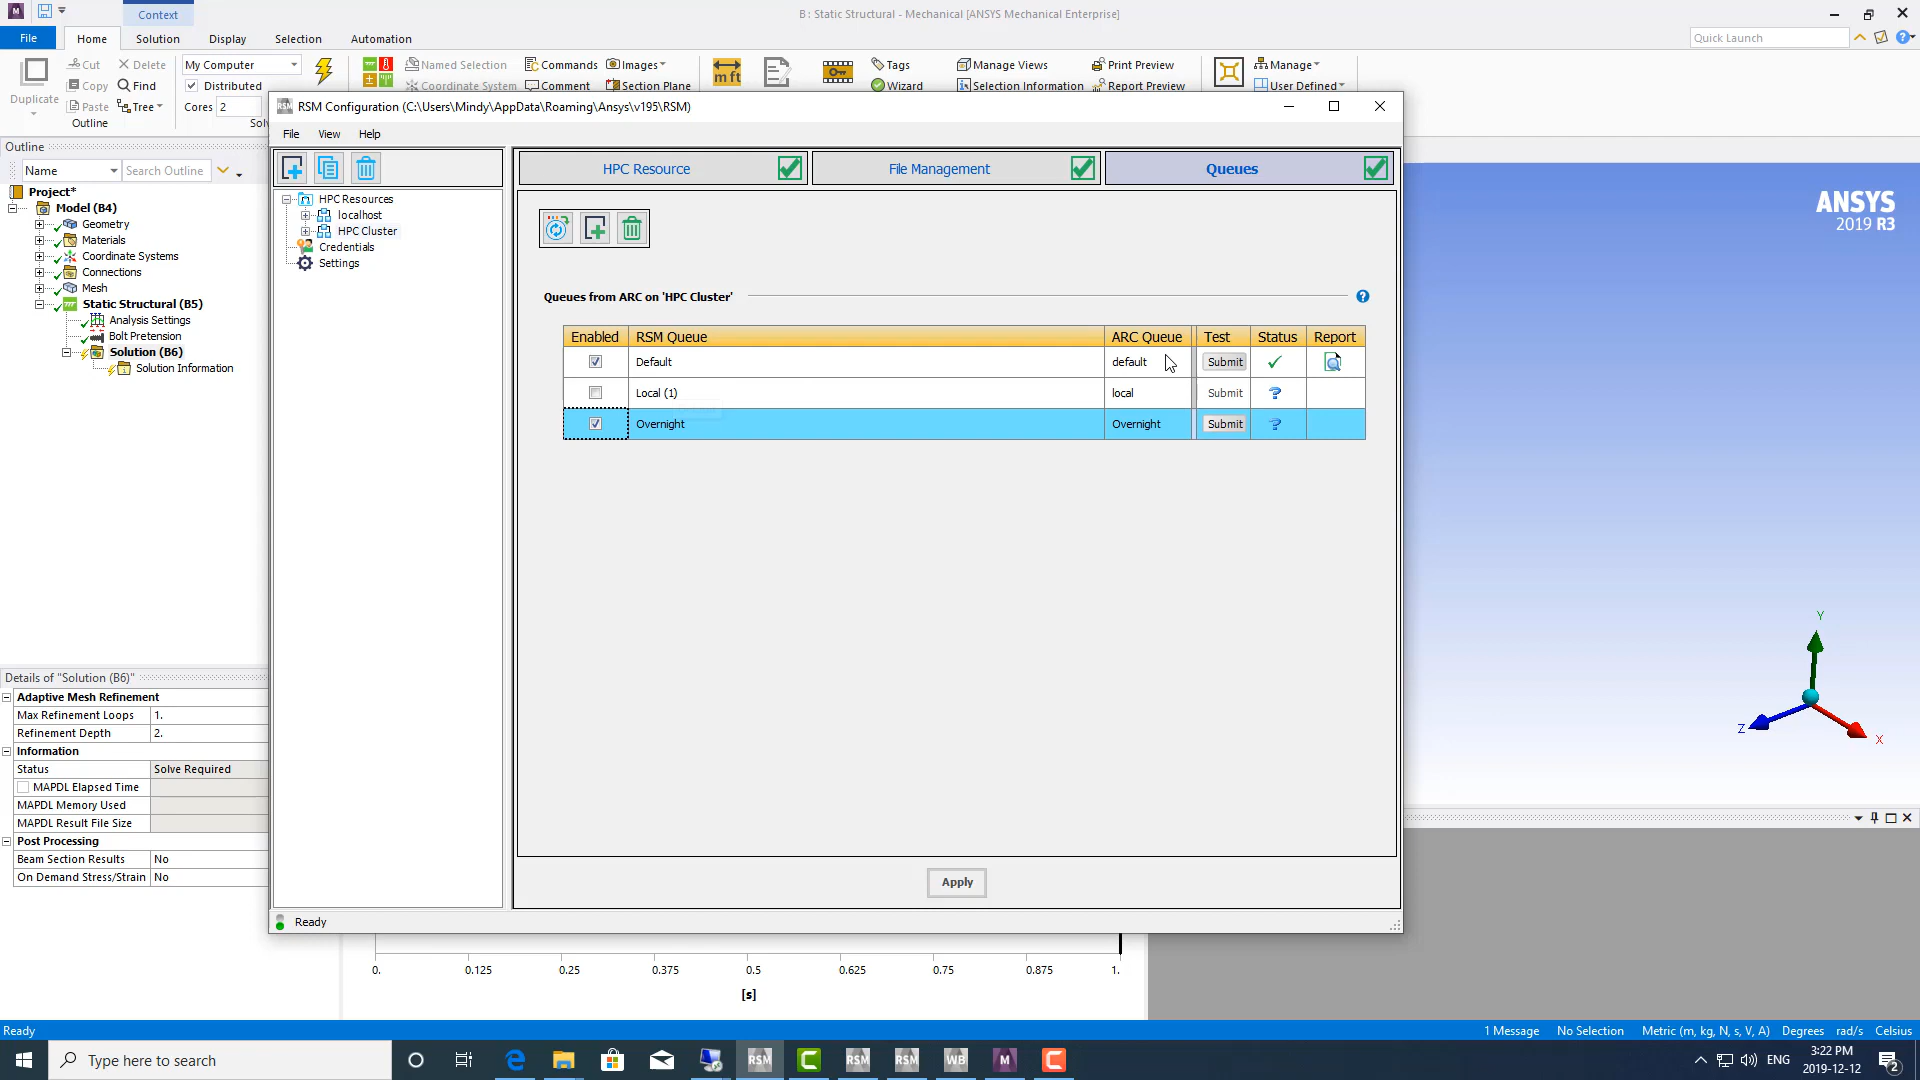 M
Context
B : Static Structural - Mechanical [ANSYS Mechanical Enterprise]
File
Home
Solution
Display
Selection
Automation
Quick Launch
Duplicate
Cut
Delete
Copy
Find
Paste
Tree
Outline
My Computer
Distributed
Cores 2
Named Selection
Coordinate System
Commands
Comment
Images
Section Plane
Tags
Wizard
Manage Views
Selection Information
Print Preview
Report Preview
Manage
User Defined
Outline
Name
Search Outline
Project*
Model (B4)
Geometry
Materials
Coordinate Systems
Connections
Mesh
Static Structural (B5)
Analysis Settings
Bolt Pretension
Solution (B6)
Solution Information
Details of "Solution (B6)"
Adaptive Mesh Refinement
Max Refinement Loops 1.
Refinement Depth 2.
Information
Status Solve Required
MAPDL Elapsed Time
MAPDL Memory Used
MAPDL Result File Size
Post Processing
Beam Section Results No
On Demand Stress/Strain No
RSM Configuration (C:\Users\Mindy\AppData\Roaming\Ansys\v195\RSM)
File View Help
HPC Resources
localhost
HPC Cluster
Credentials
Settings
HPC Resource
File Management
Queues
Queues from ARC on 'HPC Cluster'
Enabled RSM Queue ARC Queue Test Status Report
Default default Submit
Local (1) local Submit ?
Overnight Overnight Submit ?
Apply
Ready
ANSYS
2019 R3
Y
Z
X
0. 0.125 0.25 0.375 0.5 0.625 0.75 0.875 1.
[s]
Ready
1 Message No Selection Metric (m, kg, N, s, V, A) Degrees rad/s Celsius
Type here to search
RSM
RSM
RSM
WB
M
ENG
3:22 PM
2019-12-12
2